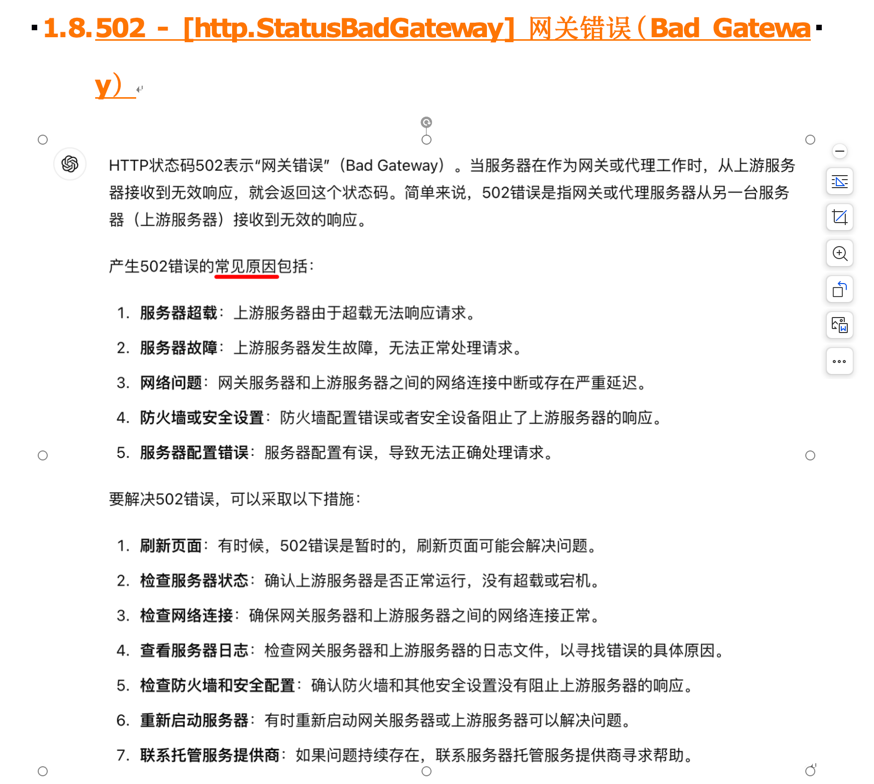 1.8.502 - [http.StatusBadGateway] 网关错误（Bad Gatewa
y）
HTTP状态码502表示“网关错误”（Bad Gateway）。当服务器在作为网关或代理工作时，从上游服务
器接收到无效响应，就会返回这个状态码。简单来说，502错误是指网关或代理服务器从另一台服务
器（上游服务器）接收到无效的响应。
产生502错误的常见原因包括：
1. 服务器超载：上游服务器由于超载无法响应请求。
2. 服务器故障：上游服务器发生故障，无法正常处理请求。
3. 网络问题：网关服务器和上游服务器之间的网络连接中断或存在严重延迟。
4. 防火墙或安全设置：防火墙配置错误或者安全设备阻止了上游服务器的响应。
5. 服务器配置错误：服务器配置有误，导致无法正确处理请求。
要解决502错误，可以采取以下措施：
1. 刷新页面：有时候，502错误是暂时的，刷新页面可能会解决问题。
2. 检查服务器状态：确认上游服务器是否正常运行，没有超载或宕机。
3. 检查网络连接：确保网关服务器和上游服务器之间的网络连接正常。
4. 查看服务器日志：检查网关服务器和上游服务器的日志文件，以寻找错误的具体原因。
5. 检查防火墙和安全配置：确认防火墙和其他安全设置没有阻止上游服务器的响应。
6. 重新启动服务器：有时重新启动网关服务器或上游服务器可以解决问题。
7. 联系托管服务提供商：如果问题持续存在，联系服务器托管服务提供商寻求帮助。